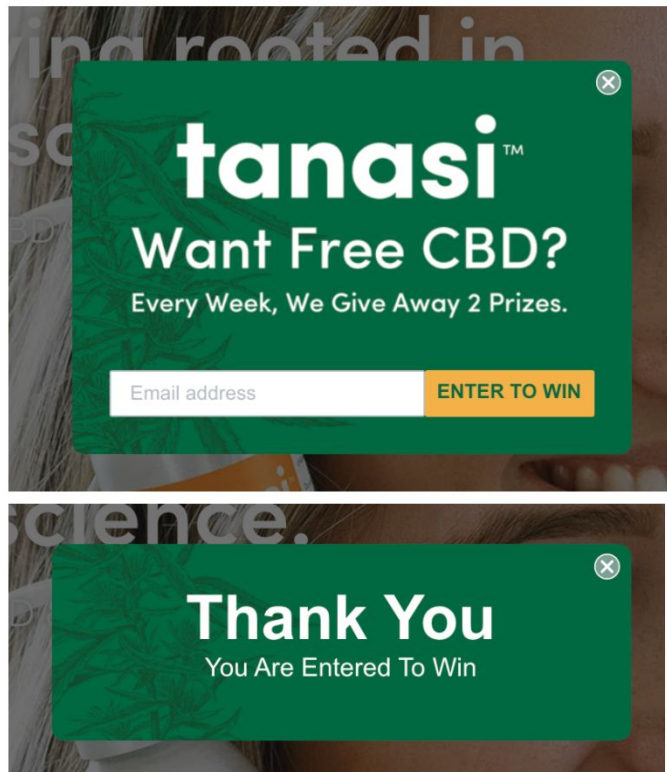 ving rooted in
sc
BD
tanasi™
Want Free CBD?
Every Week, We Give Away 2 Prizes.
Email address
ENTER TO WIN
science.
D
Thank You
You Are Entered To Win